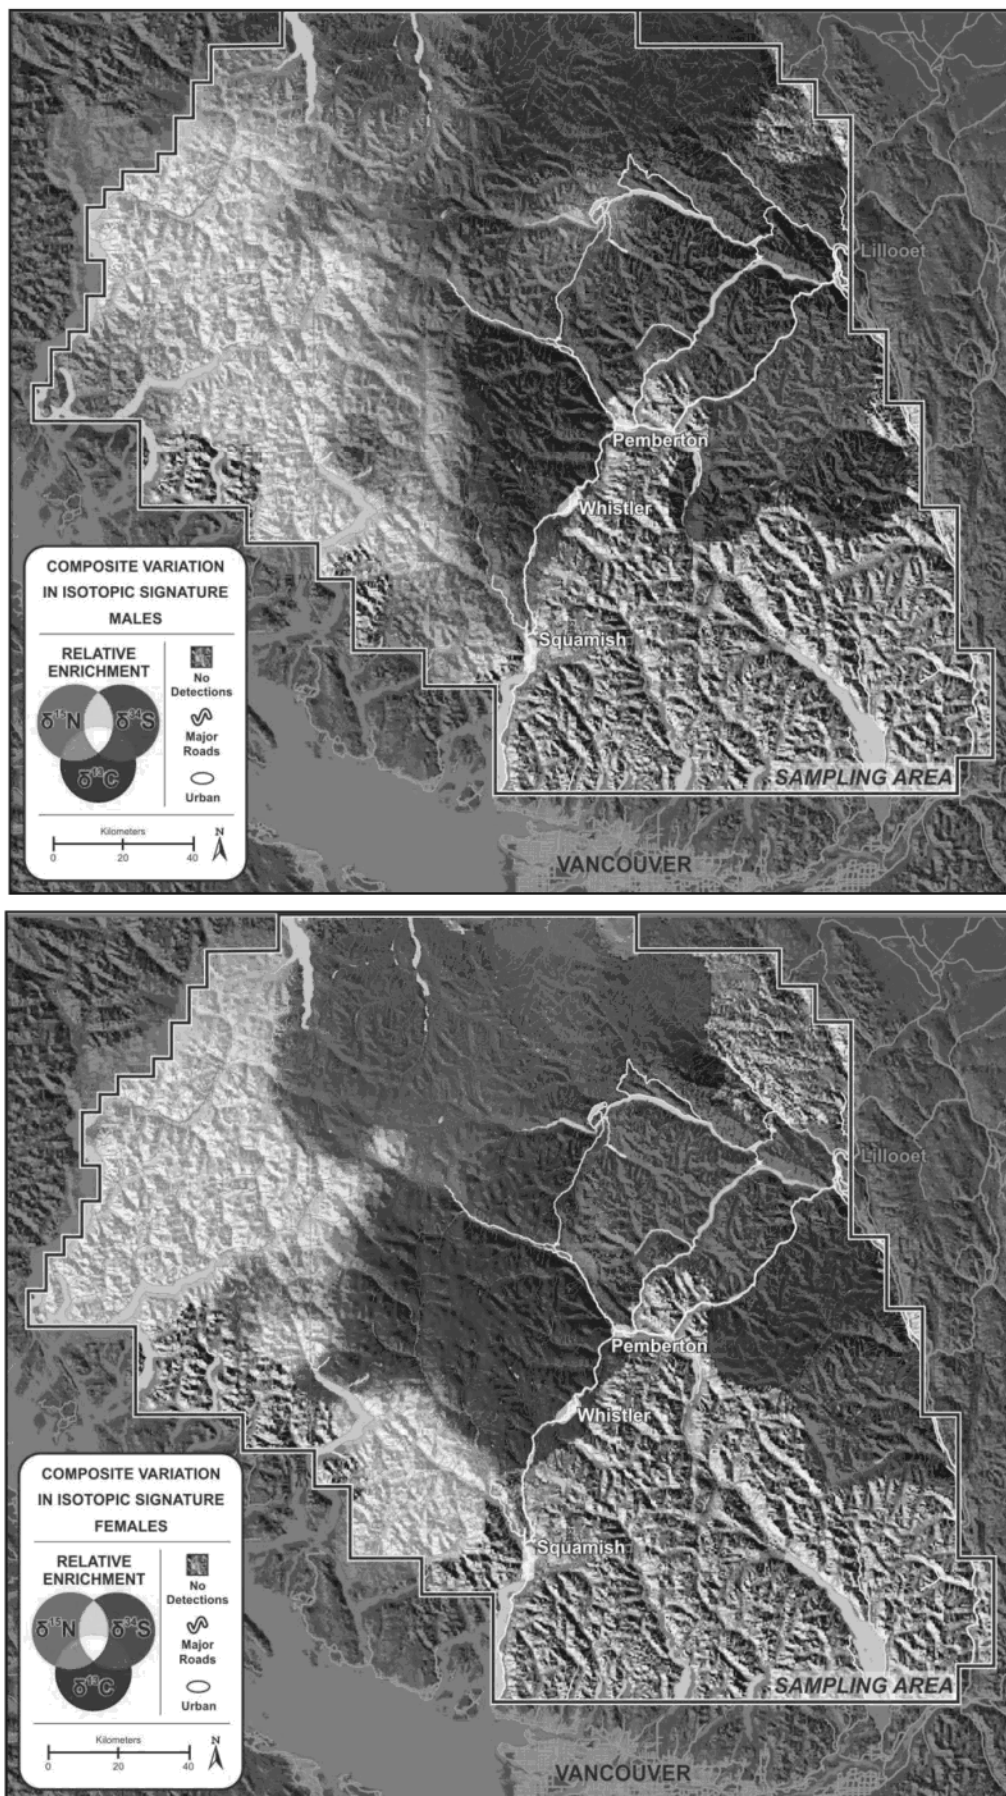 Lillooet
Pemberton
Whistler
Squamish
SAMPLING AREA
VANCOUVER
COMPOSITE VARIATION
IN ISOTOPIC SIGNATURE
MALES
RELATIVE
ENRICHMENT
δ¹⁵N
δ³⁴S
δ¹³C
No
Detections
Major
Roads
Urban
Kilometers
N
0 20 40
Lillooet
Pemberton
Whistler
Squamish
SAMPLING AREA
VANCOUVER
COMPOSITE VARIATION
IN ISOTOPIC SIGNATURE
FEMALES
RELATIVE
ENRICHMENT
δ¹⁵N
δ³⁴S
δ¹³C
No
Detections
Major
Roads
Urban
Kilometers
N
0 20 40